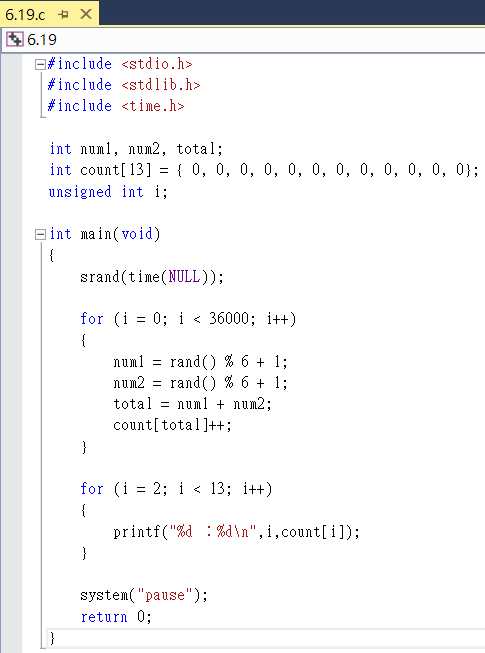 6.19.c
6.19
#include <stdio.h>
#include <stdlib.h>
#include <time.h>
int num1, num2, total;
int count[13] = { 0, 0, 0, 0, 0, 0, 0, 0, 0, 0, 0, 0};
unsigned int i;
int main(void)
{
srand(time(NULL));
for (i = 0; i < 36000; i++)
{
num1 = rand() % 6 + 1;
num2 = rand() % 6 + 1;
total = num1 + num2;
count[total]++;
}
for (i = 2; i < 13; i++)
{
printf("%d :%d\n",i,count[i]);
}
system("pause");
return 0;
}